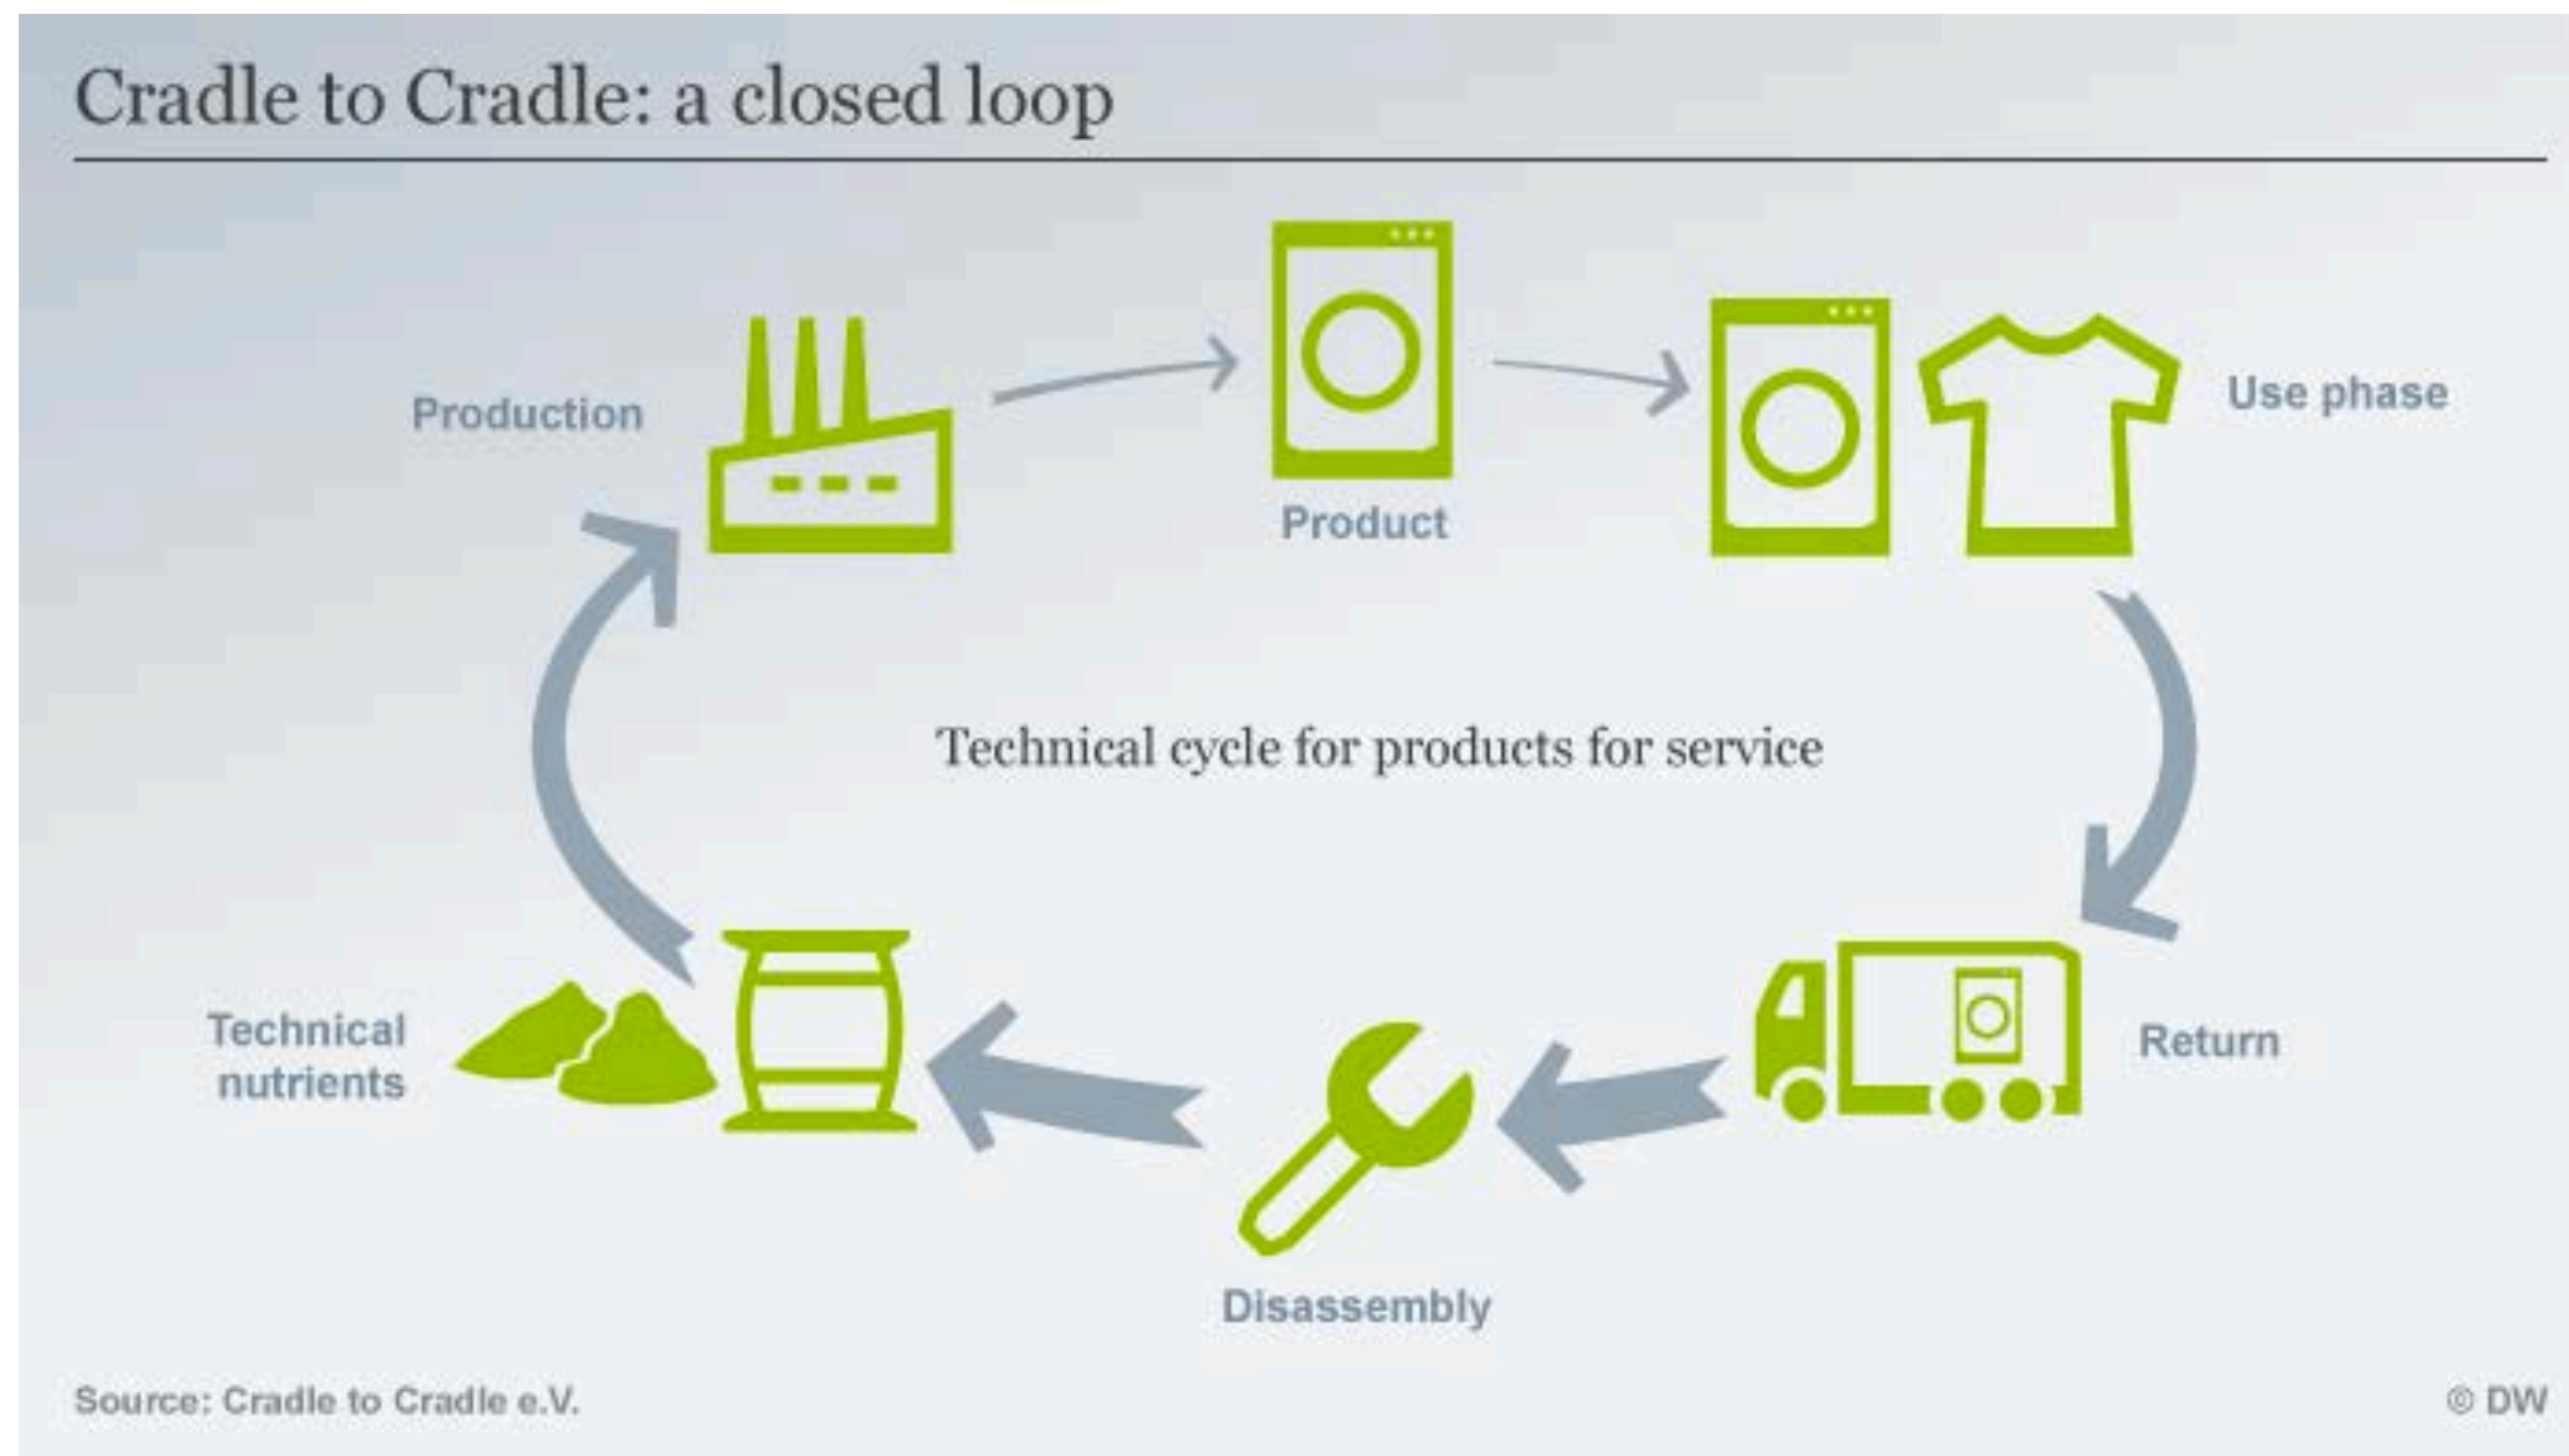 Cradle to Cradle: a closed loop
Production
Product
Use phase
Technical cycle for products for service
Technical
nutrients
Return
Disassembly
Source: Cradle to Cradle e.V.
© DW